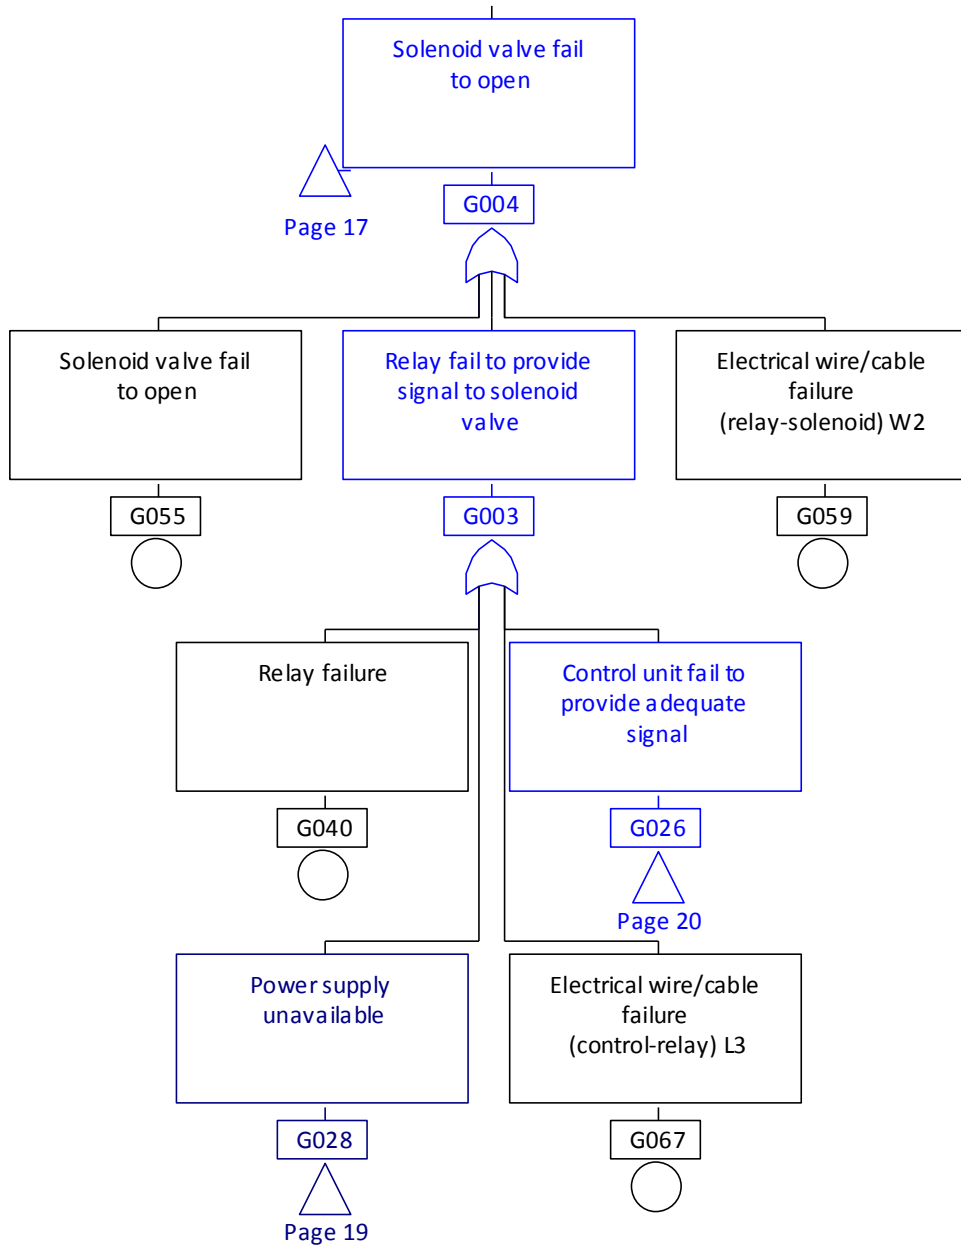 Solenoid valve fail
to open
Page 17
G004
Solenoid valve fail
to open
Relay fail to provide
signal to solenoid
valve
Electrical wire/cable
failure
(relay-solenoid) W2
G055
G003
G059
Relay failure
Control unit fail to
provide adequate
signal
G040
G026
Page 20
Power supply
unavailable
Electrical wire/cable
failure
(control-relay) L3
G028
G067
Page 19